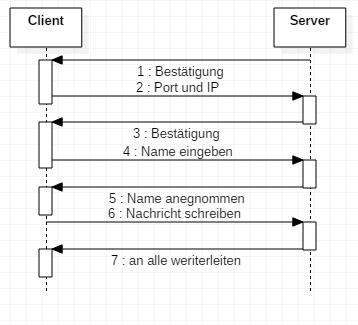 Client
Server
1 : Bestätigung
2 : Port und IP
3 : Bestätigung
4 : Name eingeben
5 : Name anegnommen
6 : Nachricht schreiben
7 : an alle weriterleiten